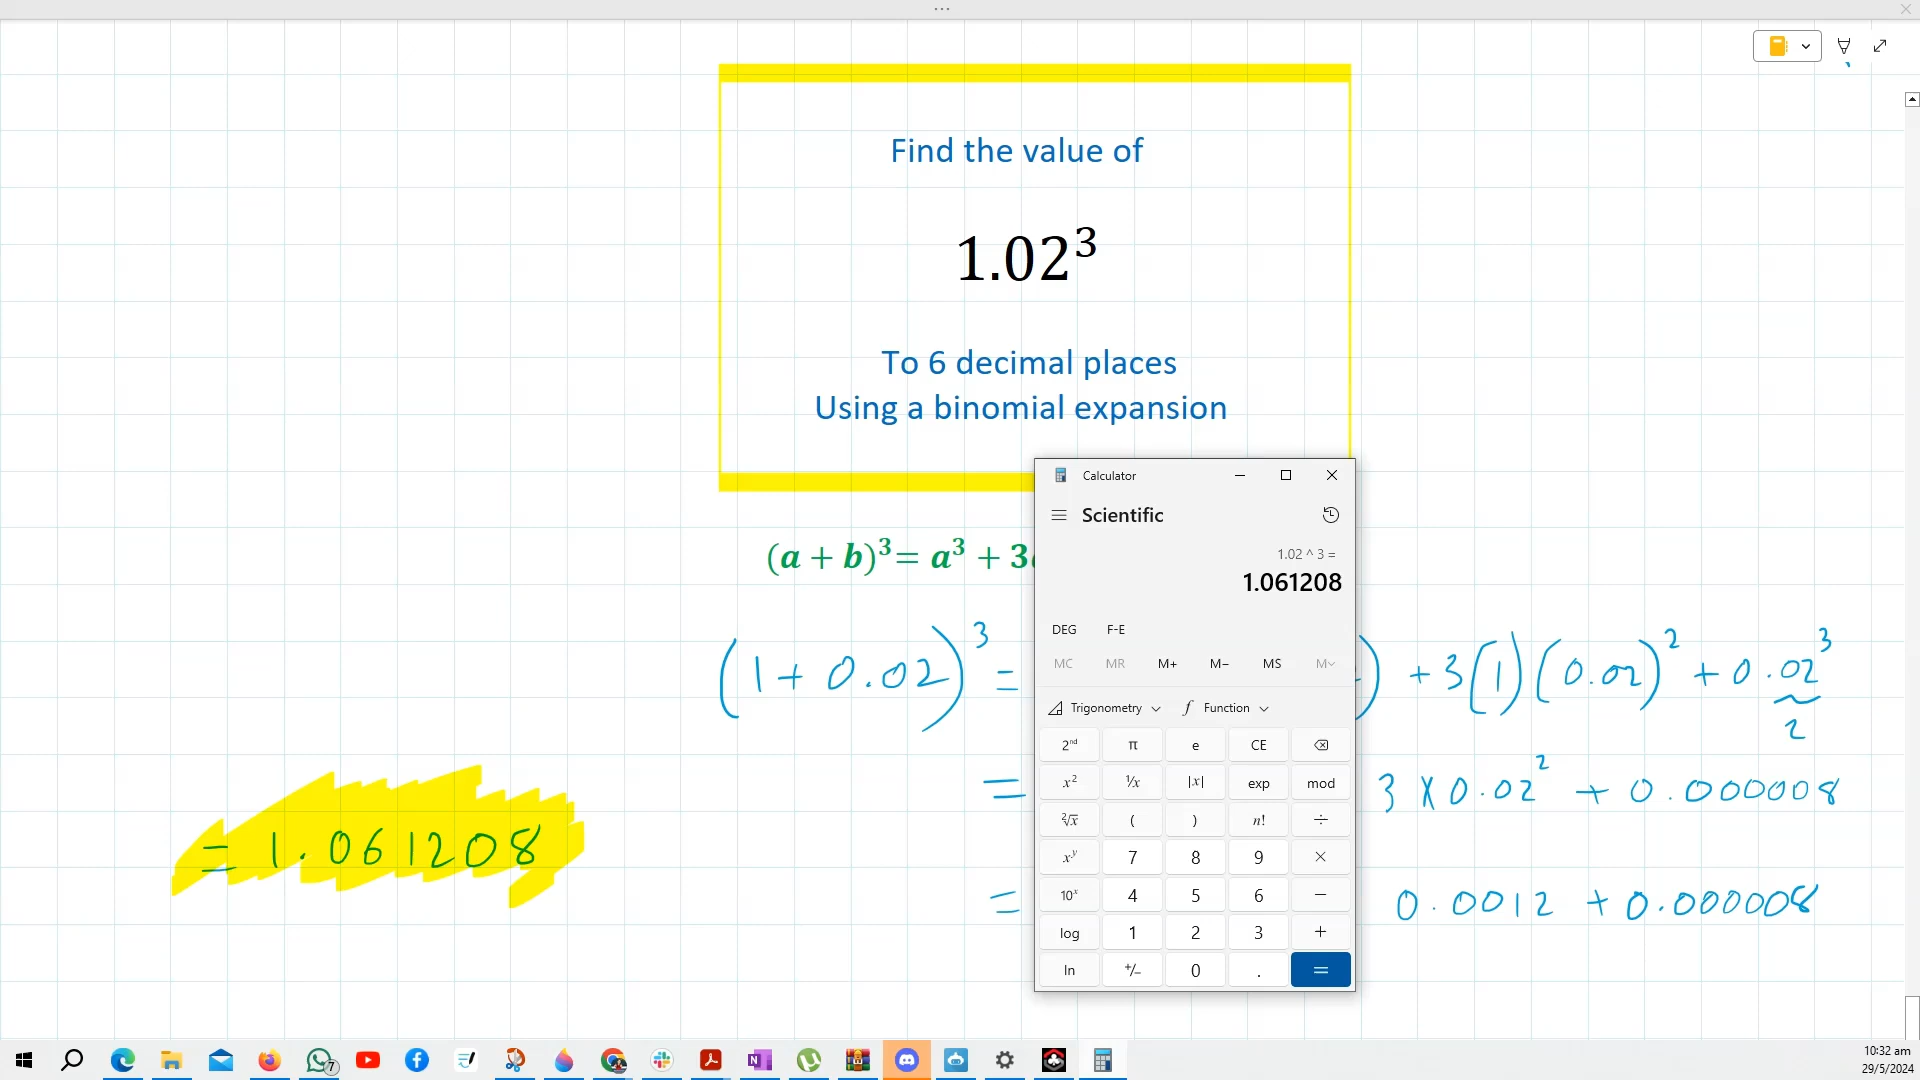 Find the value of
1.02³
To 6 decimal places
Using a binomial expansion
(a + b)³= a³ + 3
(1 + 0.02)³ = ) + 3(1)(0.02)² + 0.02³
2
= 3 × 0.02² + 0.000008
= 0.0012 + 0.000008
= 1.061208
Calculator
Scientific
1.02 ^ 3 =
1.061208
DEG F-E
MC MR M+ M− MS M˅
Trigonometry f Function
2ⁿᵈ π e CE
x² ¹/x |x| exp mod
²√x ( ) n! ÷
xʸ 7 8 9 ×
10ˣ 4 5 6 −
log 1 2 3 +
ln +/− 0 . =
7
10:32 am
29/5/2024